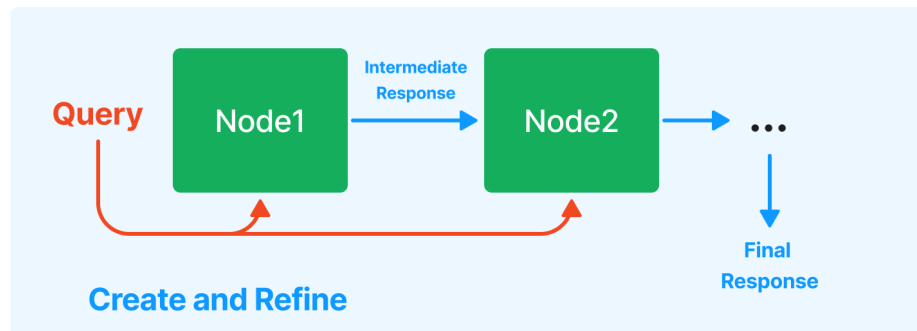 Query
Node1
Intermediate
Response
Node2
...
Final
Response
Create and Refine